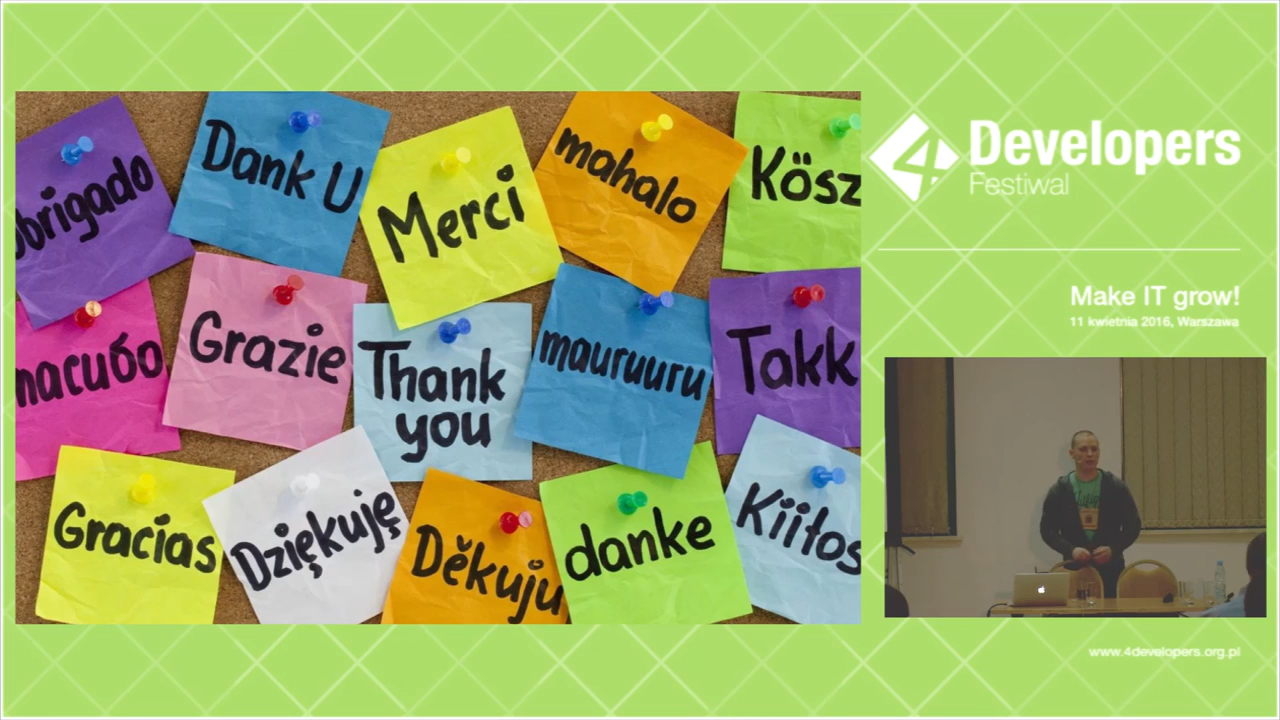 obrigado
Dank U
Merci
mahalo
Kösz
Grazie
Thank
you
mauruuru
Takk
Gracias
Dziękuję
Děkuju
danke
Kiitos
4Developers
Festiwal
Make IT grow!
11 kwietnia 2016, Warszawa
www.4developers.org.pl